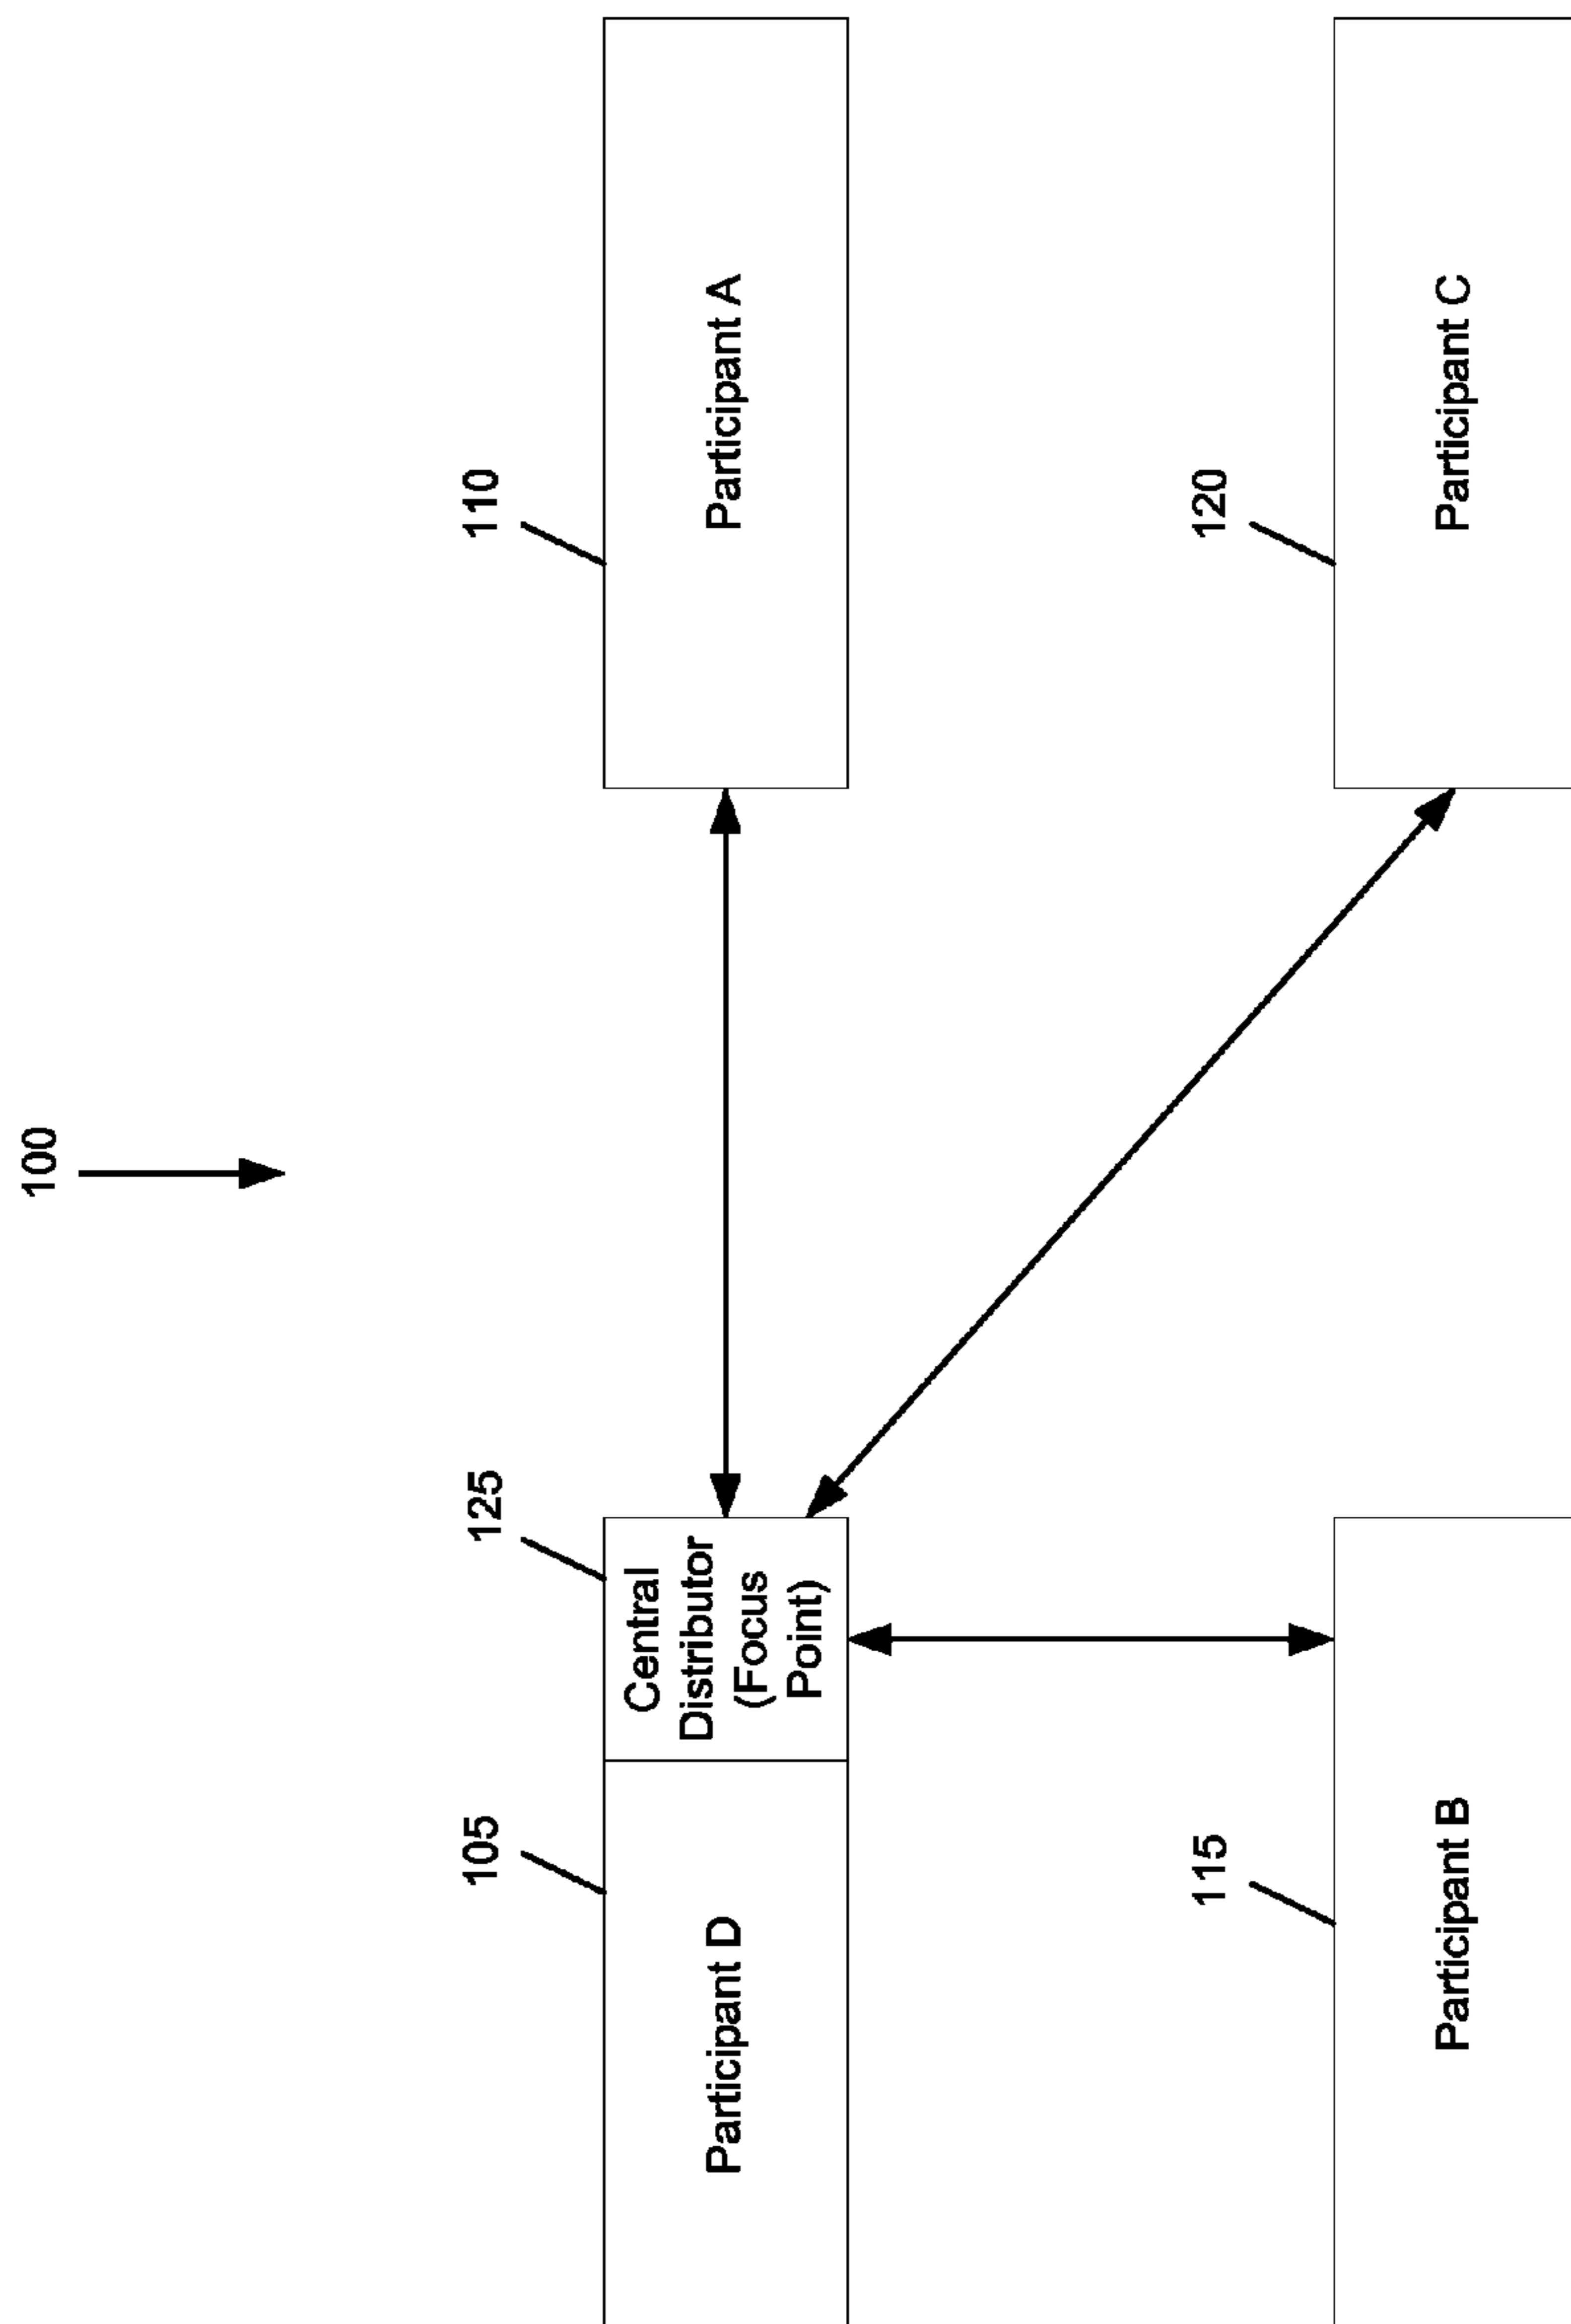 100
125
105
110
Participant D
Central
Distributor
(Focus
Point)
Participant A
115
120
Participant B
Participant C